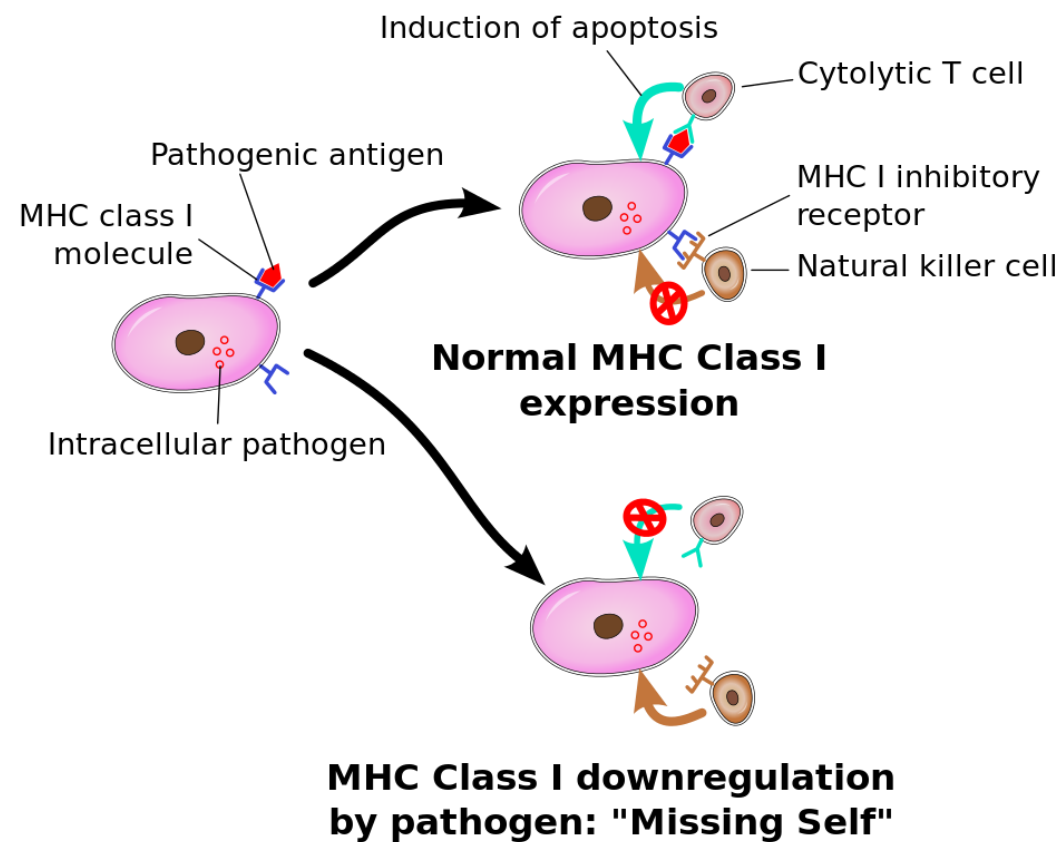 Induction of apoptosis
Cytolytic T cell
Pathogenic antigen
MHC class I
molecule
MHC I inhibitory
receptor
Natural killer cell
Normal MHC Class I
expression
Intracellular pathogen
MHC Class I downregulation
by pathogen: "Missing Self"